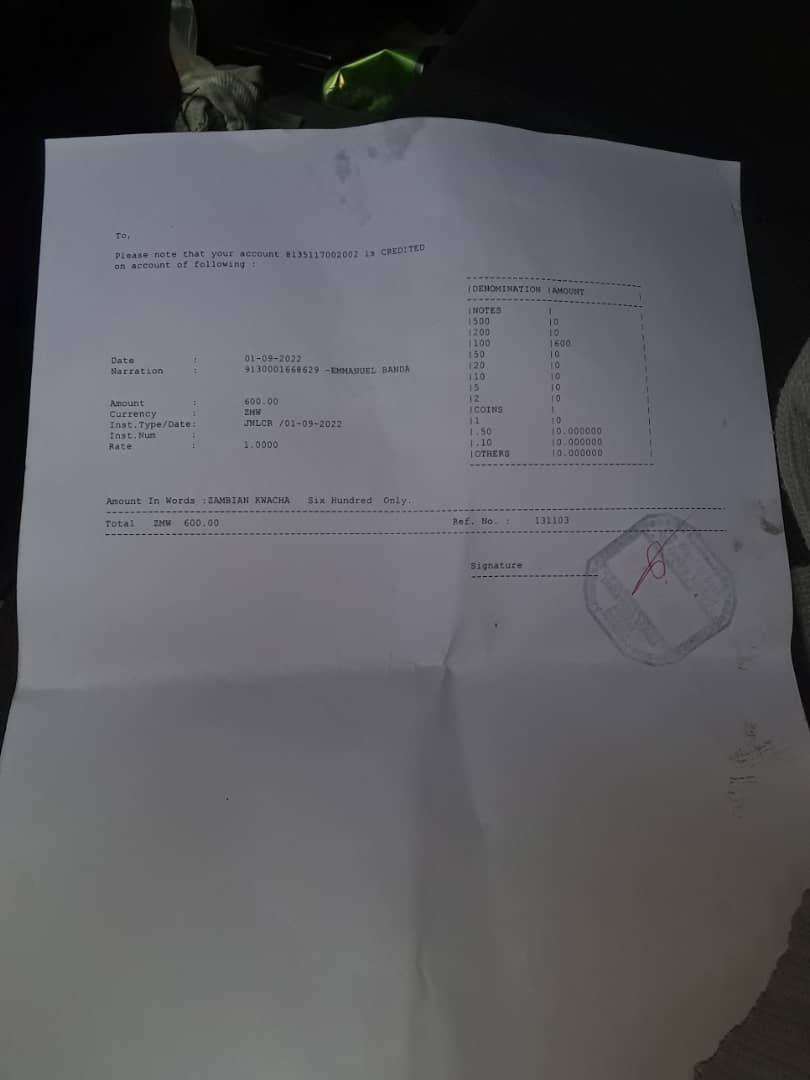 To,
Please note that your account 8135117002002 is CREDITED
on account of following :
|DENOMINATION |AMOUNT |
|NOTES |
|500 |0
|200 |0
|100 |600
|50 |0
|20 |0
|10 |0
|5 |0
|2 |0
|COINS |
|1 |0
|.50 |0.000000
|.10 |0.000000
|OTHERS |0.000000
Date : 01-09-2022
Narration : 9130001668629 -EMMANUEL BANDA
Amount : 600.00
Currency : ZMW
Inst.Type/Date: JNLCR /01-09-2022
Inst.Num :
Rate : 1.0000
Amount In Words :ZAMBIAN KWACHA Six Hundred Only.
Total ZMW 600.00 Ref. No. : 131103
Signature